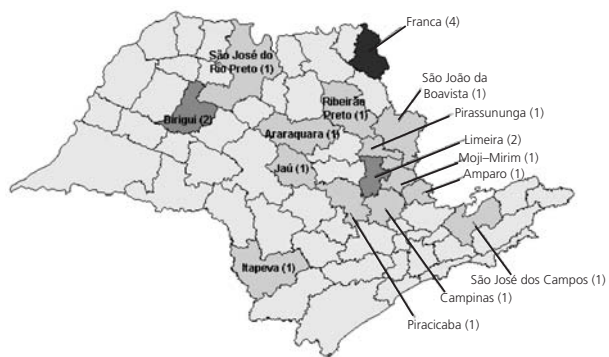 Franca (4)
São José do
Rio Preto (1)
São João da
Boavista (1)
Ribeirão
Preto (1)
Pirassununga (1)
Birigui (2)
Araraquara (1)
Limeira (2)
Moji–Mirim (1)
Jaú (1)
Amparo (1)
Itapeva (1)
São José dos Campos (1)
Campinas (1)
Piracicaba (1)